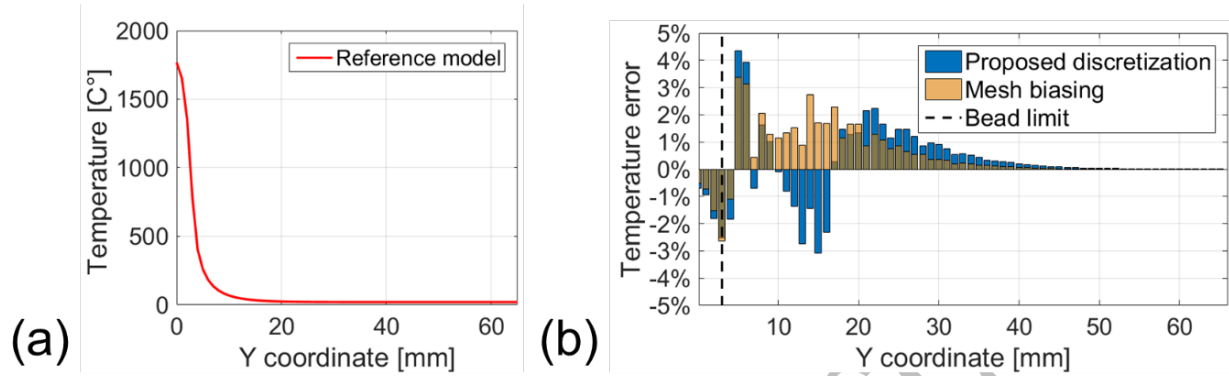 2000
1500
1000
500
0
Temperature [C°]
Reference model
0 20 40 60
Y coordinate [mm]
(a)
5%
4%
3%
2%
1%
0%
-1%
-2%
-3%
-4%
-5%
Temperature error
Proposed discretization
Mesh biasing
Bead limit
10 20 30 40 50 60
Y coordinate [mm]
(b)